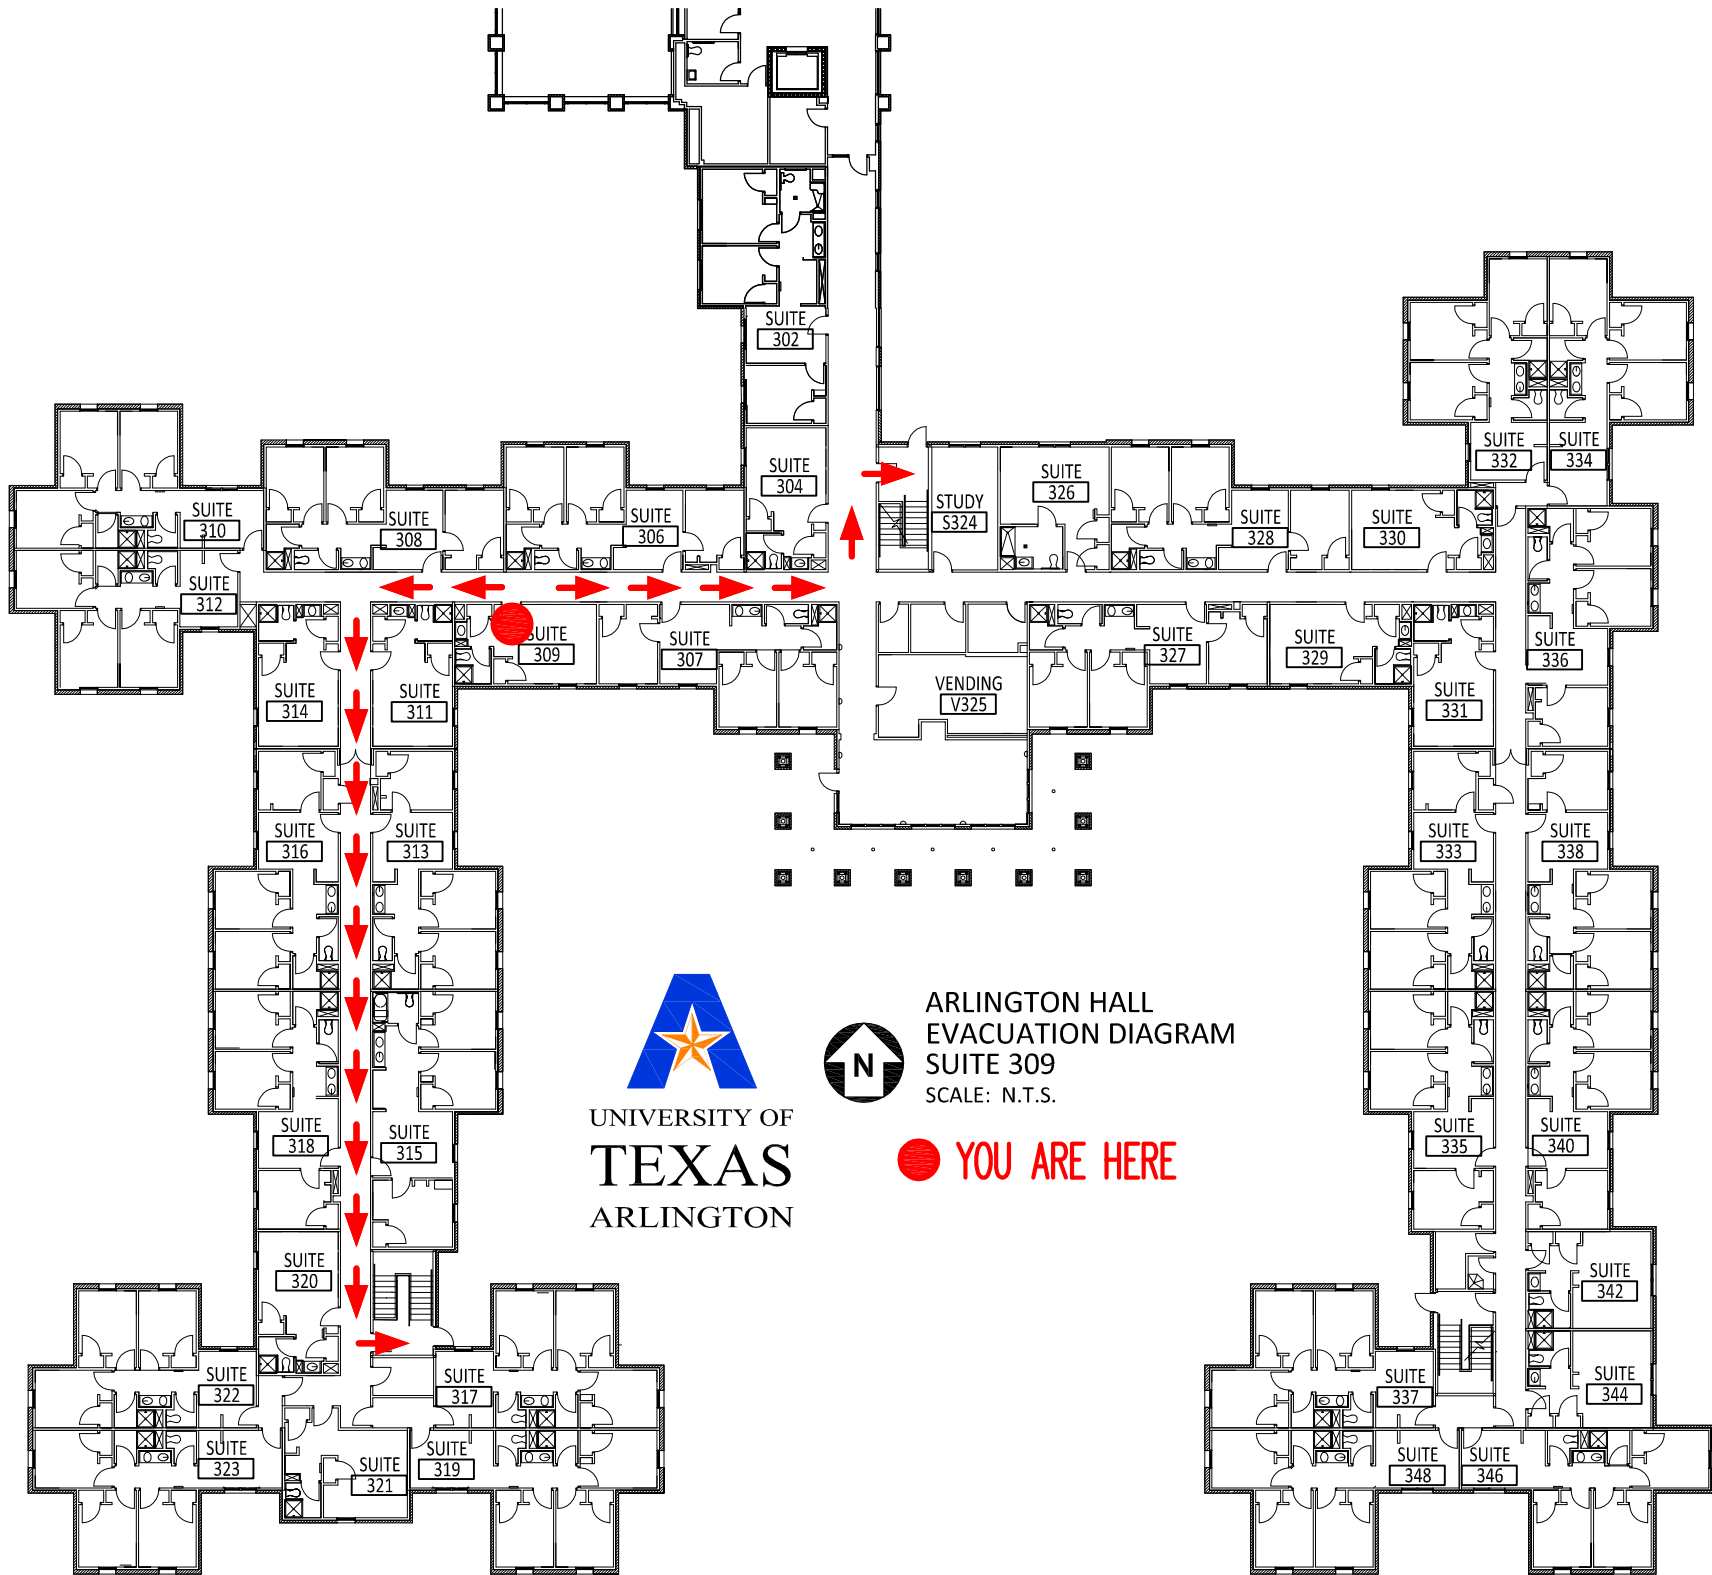 SUITE
302
SUITE
304
SUITE
306
SUITE
308
SUITE
310
SUITE
312
STUDY
S324
SUITE
326
SUITE
328
SUITE
330
SUITE
332
SUITE
334
SUITE
309
SUITE
307
VENDING
V325
SUITE
327
SUITE
329
SUITE
331
SUITE
336
SUITE
314
SUITE
311
SUITE
316
SUITE
313
SUITE
333
SUITE
338
SUITE
318
SUITE
315
SUITE
335
SUITE
340
SUITE
320
SUITE
342
SUITE
322
SUITE
317
SUITE
337
SUITE
344
SUITE
323
SUITE
321
SUITE
319
SUITE
348
SUITE
346
UNIVERSITY OF
TEXAS
ARLINGTON
N
ARLINGTON HALL
EVACUATION DIAGRAM
SUITE 309
SCALE: N.T.S.
YOU ARE HERE